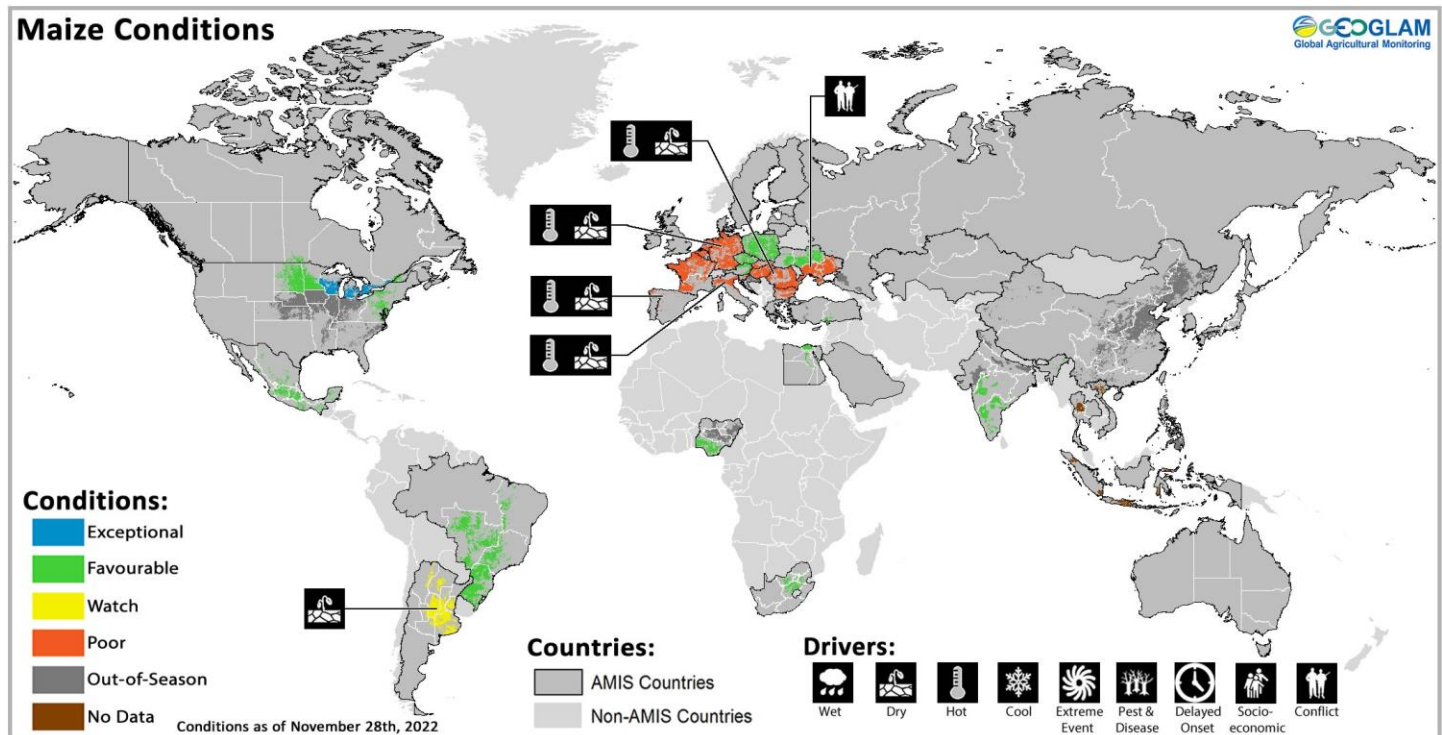 Maize Conditions
GEOGLAM
Global Agricultural Monitoring
Conditions:
Exceptional
Favourable
Watch
Poor
Out-of-Season
No Data
Conditions as of November 28th, 2022
Countries:
AMIS Countries
Non-AMIS Countries
Drivers:
Wet
Dry
Hot
Cool
Extreme
Event
Pest &
Disease
Delayed
Onset
Socio-
economic
Conflict